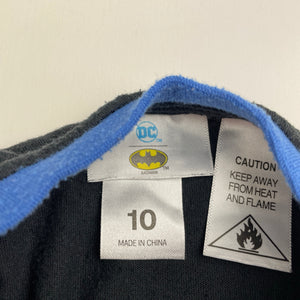 DC
BATMAN
10
MADE IN CHINA
CAUTION
KEEP AWAY
FROM HEAT
AND FLAME